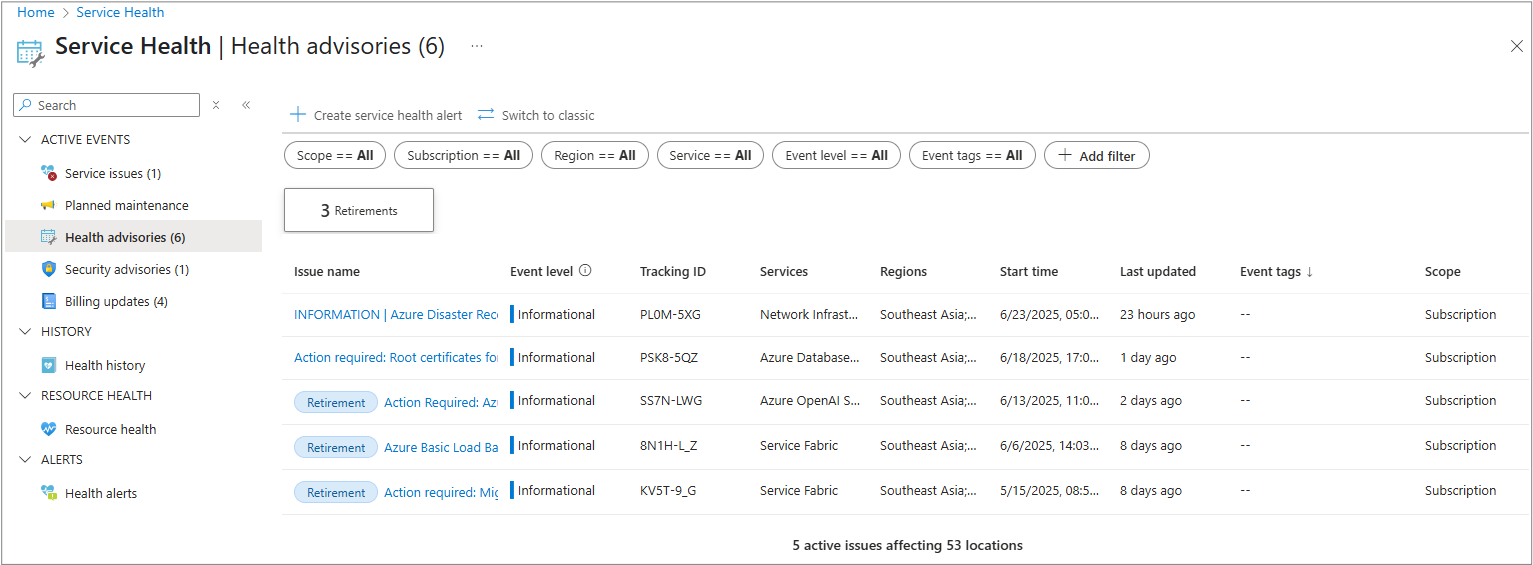 Home > Service Health
Service Health | Health advisories (6) ...
Search
Create service health alert Switch to classic
ACTIVE EVENTS
Service issues (1)
Planned maintenance
Health advisories (6)
Security advisories (1)
Billing updates (4)
HISTORY
Health history
RESOURCE HEALTH
Resource health
ALERTS
Health alerts
Scope == All Subscription == All Region == All Service == All Event level == All Event tags == All Add filter
3 Retirements
Issue name Event level Tracking ID Services Regions Start time Last updated Event tags ↓ Scope
INFORMATION | Azure Disaster Rec Informational PL0M-5XG Network Infrast... Southeast Asia;... 6/23/2025, 05:0... 23 hours ago -- Subscription
Action required: Root certificates for Informational PSK8-5QZ Azure Database... Southeast Asia;... 6/18/2025, 17:0... 1 day ago -- Subscription
Retirement Action Required: Az Informational SS7N-LWG Azure OpenAI S... Southeast Asia;... 6/13/2025, 11:0... 2 days ago -- Subscription
Retirement Azure Basic Load Ba Informational 8N1H-L_Z Service Fabric Southeast Asia;... 6/6/2025, 14:03... 8 days ago -- Subscription
Retirement Action required: Mig Informational KV5T-9_G Service Fabric Southeast Asia;... 5/15/2025, 08:5... 8 days ago -- Subscription
5 active issues affecting 53 locations